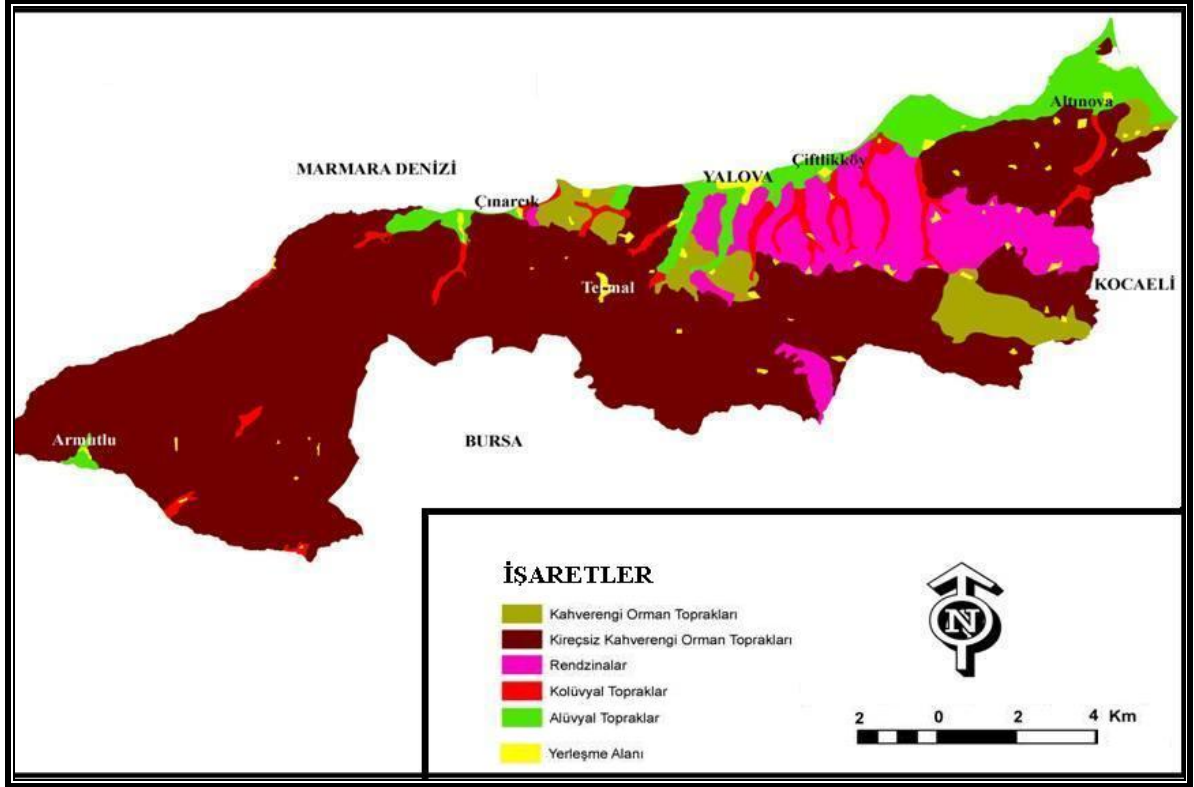 Altınova
Çiftlikköy
MARMARA DENİZİ
YALOVA
Çınarcık
Termal
KOCAELİ
Armutlu
BURSA
İŞARETLER
Kahverengi Orman Toprakları
Kireçsiz Kahverengi Orman Toprakları
Rendzinalar
Kolüvyal Topraklar
Alüvyal Topraklar
Yerleşme Alanı
N
2 0 2 4 Km